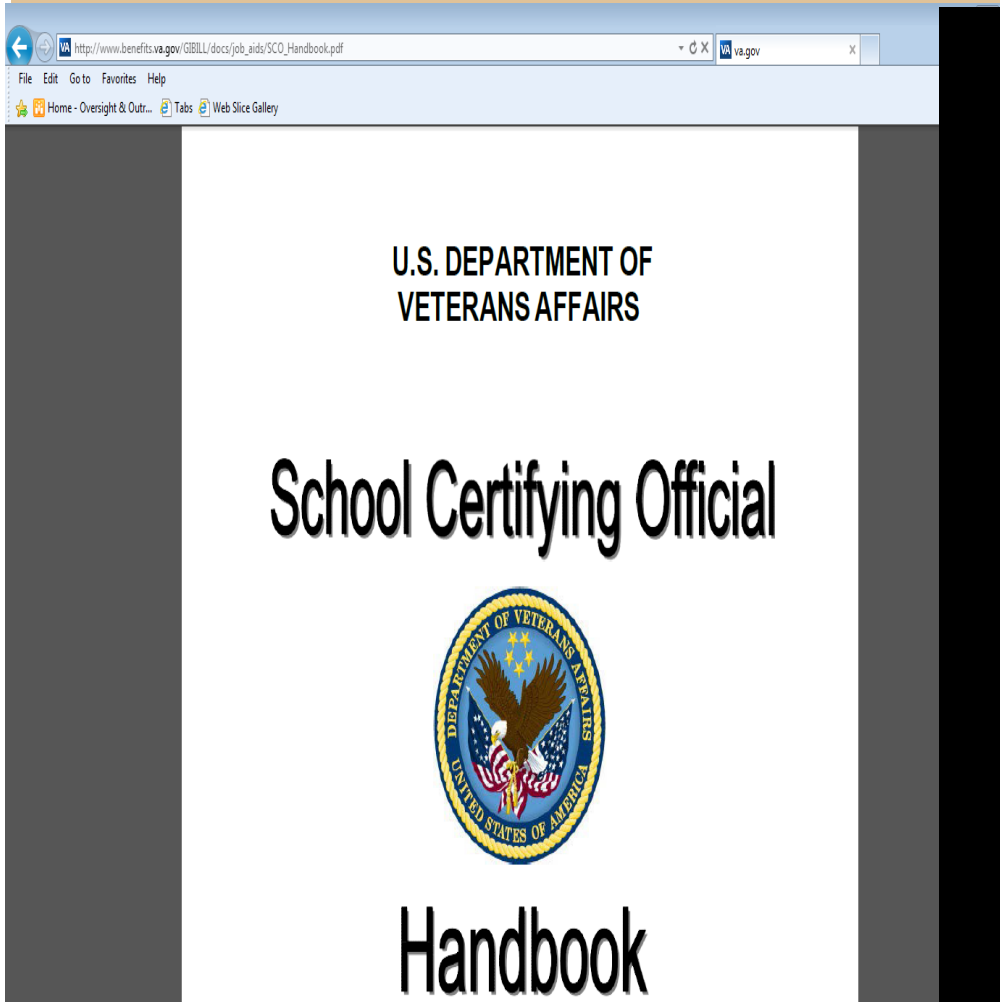 VA http://www.benefits.va.gov/GIBILL/docs/job_aids/SCO_Handbook.pdf VA va.gov
File Edit Go to Favorites Help
Home - Oversight & Outr... Tabs Web Slice Gallery
U.S. DEPARTMENT OF
VETERANS AFFAIRS
School Certifying Official
DEPARTMENT OF VETERANS AFFAIRS
UNITED STATES OF AMERICA
Handbook